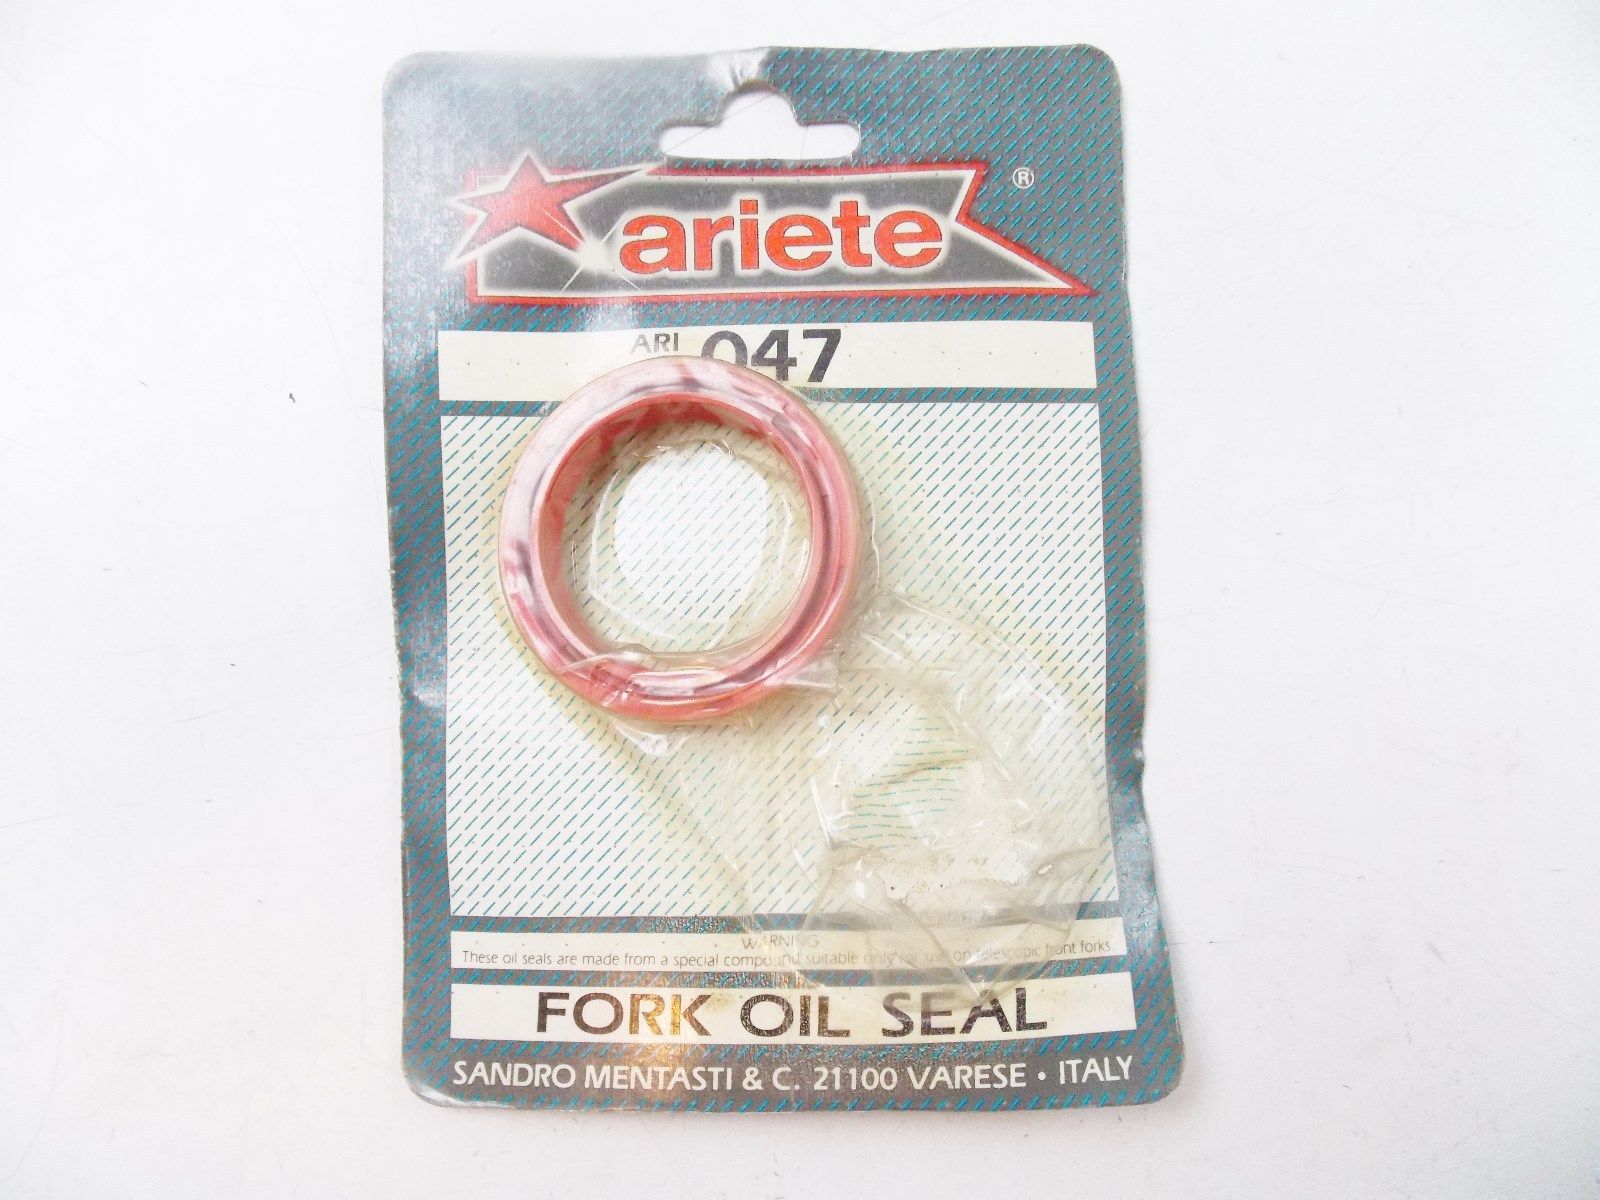 ariete ®
ARI 047
WARNING
These oil seals are made from a special compound suitable only for use on telescopic front forks.
FORK OIL SEAL
SANDRO MENTASTI & C. 21100 VARESE • ITALY